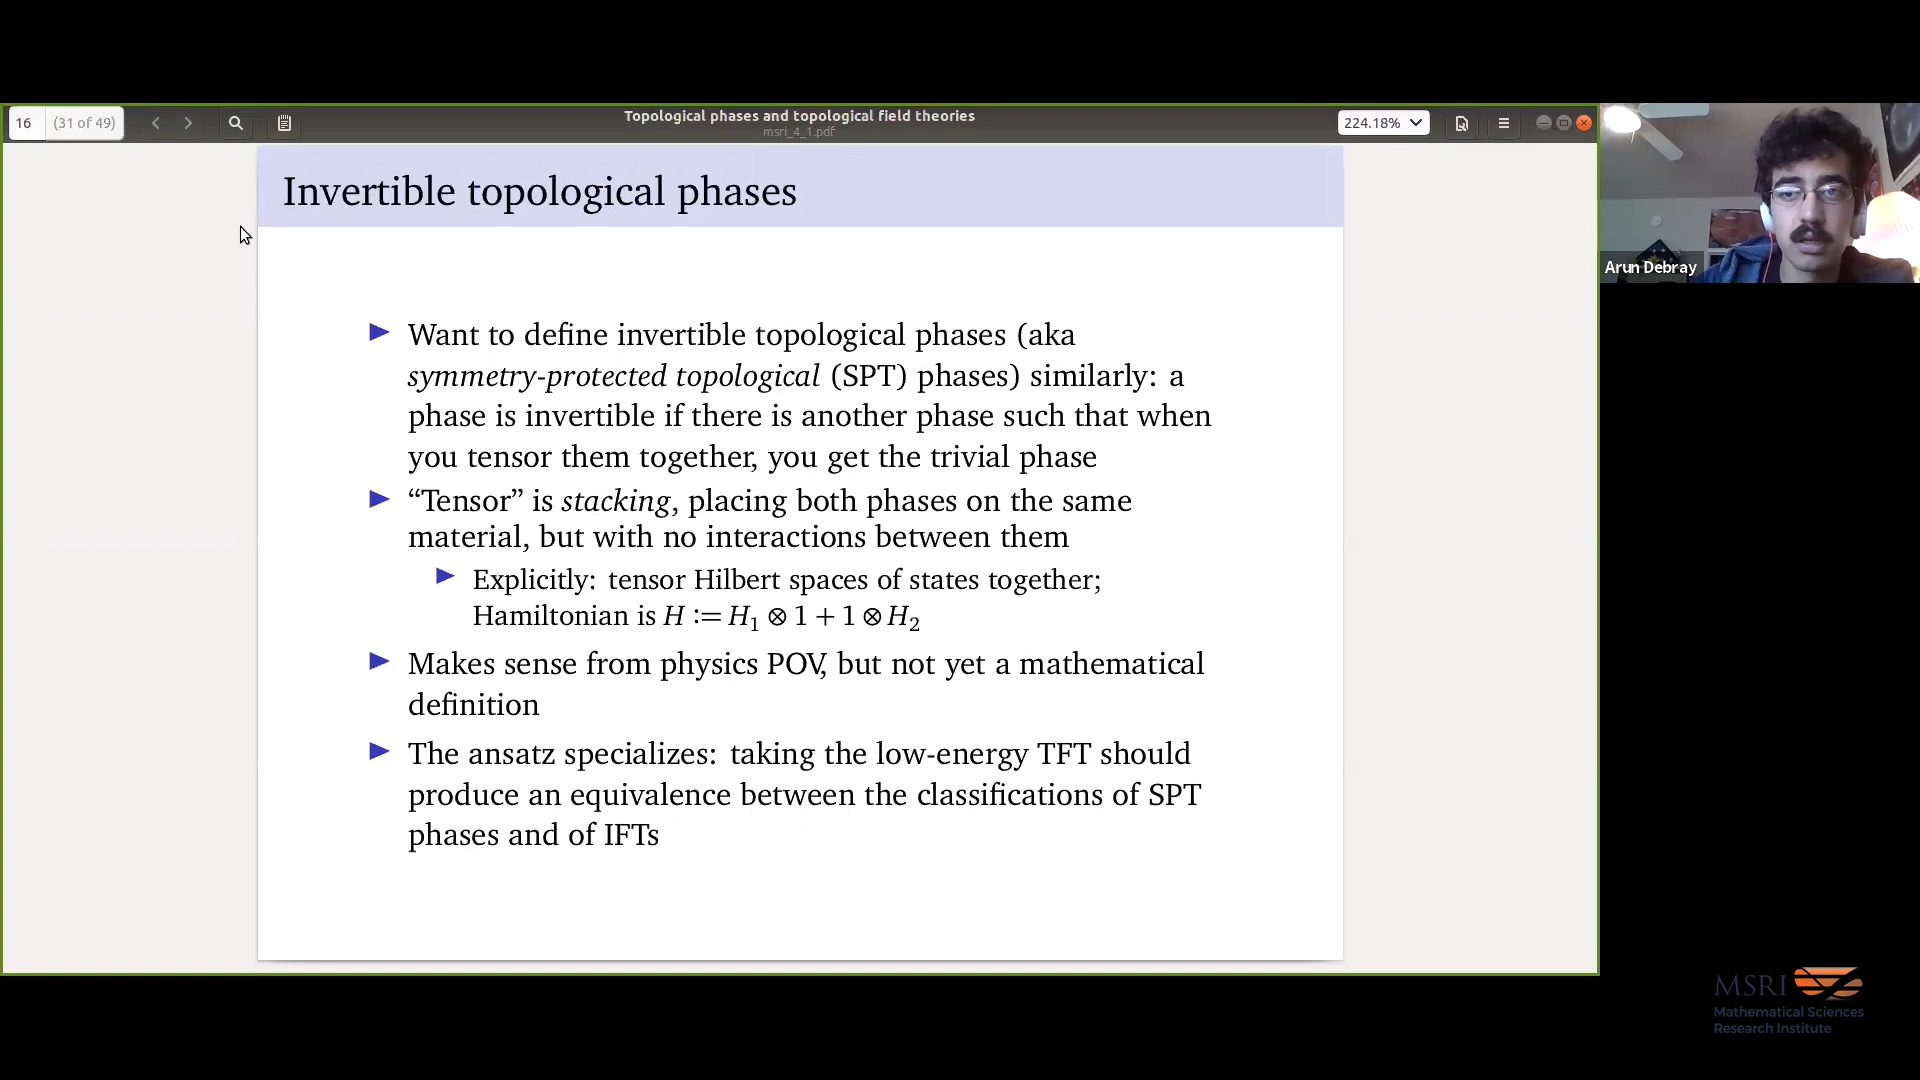 16 (31 of 49)
Topological phases and topological field theories
msri_4_1.pdf
224.18%
Invertible topological phases
Want to define invertible topological phases (aka
symmetry-protected topological (SPT) phases) similarly: a
phase is invertible if there is another phase such that when
you tensor them together, you get the trivial phase
“Tensor” is stacking, placing both phases on the same
material, but with no interactions between them
Explicitly: tensor Hilbert spaces of states together;
Hamiltonian is H := H₁ ⊗ 1 + 1 ⊗ H₂
Makes sense from physics POV, but not yet a mathematical
definition
The ansatz specializes: taking the low-energy TFT should
produce an equivalence between the classifications of SPT
phases and of IFTs
Arun Debray
MSRI
Mathematical Sciences
Research Institute